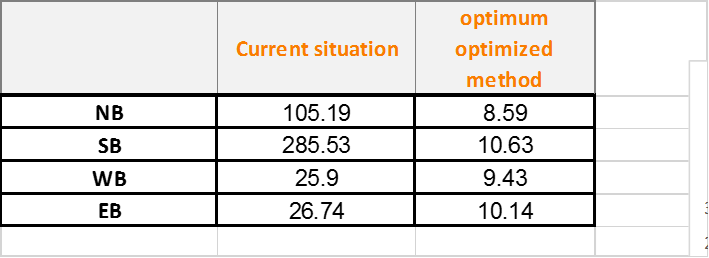 optimum
Current situation optimized
method
NB 105.19 8.59
SB 285.53 10.63
WB 25.9 9.43
EB 26.74 10.14